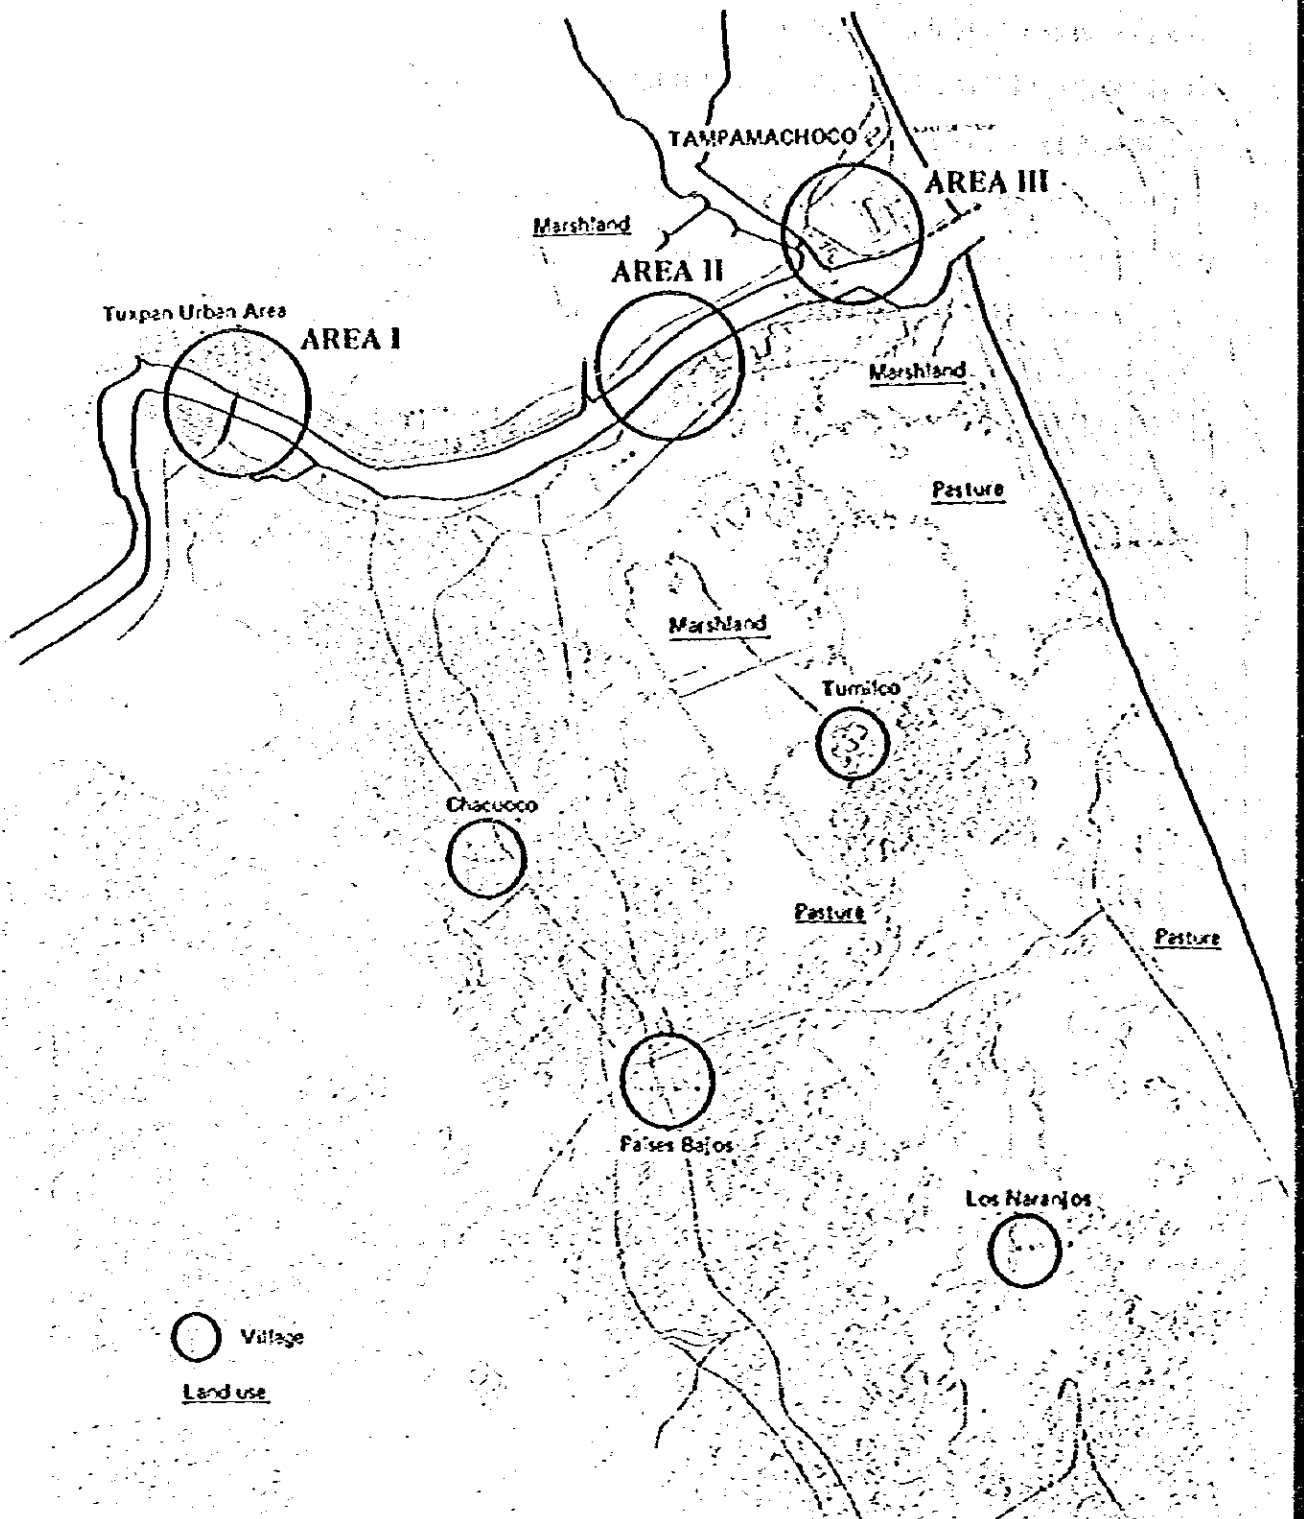 TAMPAMACHOCO
AREA III
Marshland
AREA II
Tuxpan Urban Area
AREA I
Marshland
Pasture
Marshland
Tumilco
Chacuoco
Pasture
Pasture
Países Bajos
Los Naranjos
Village
Land use